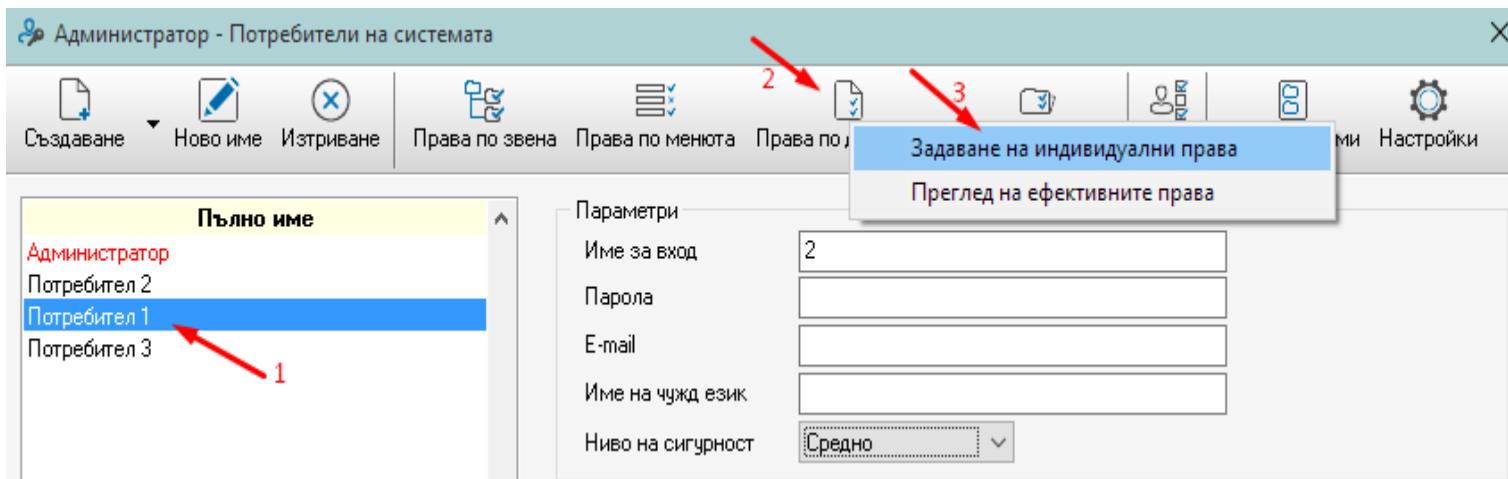 Администратор - Потребители на системата
2
3
Създаване Ново име Изтриване Права по звена Права по менюта Права по Настройки
Задаване на индивидуални права
Преглед на ефективните права
Пълно име
Администратор
Потребител 2
Потребител 1
Потребител 3
1
Параметри
Име за вход 2
Парола
E-mail
Име на чужд език
Ниво на сигурност Средно